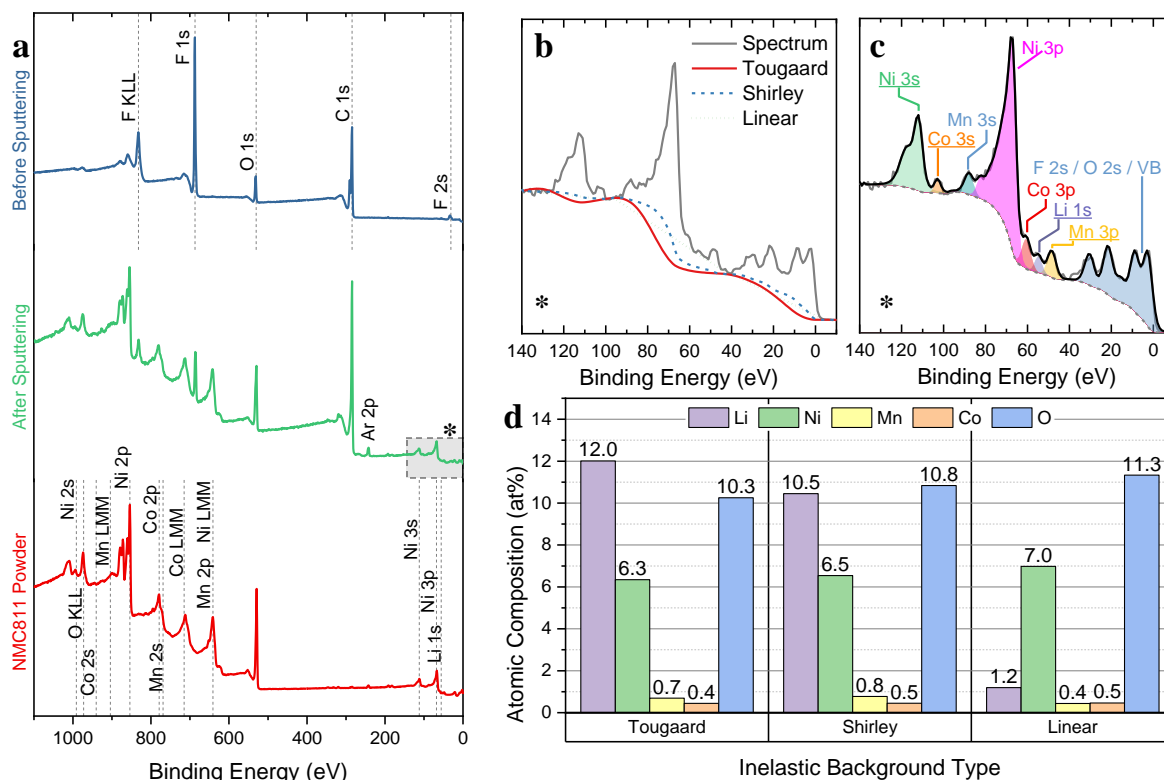 a
Before Sputtering
After Sputtering
NMC811 Powder
F KLL
F 1s
O 1s
C 1s
F 2s
Ar 2p
*
Ni 2s
O KLL
Co 2s
Mn LMM
Ni 2p
Co 2p
Mn 2s
Co LMM
Mn 2p
Ni LMM
Ni 3s
Ni 3p
Li 1s
1000 800 600 400 200 0
Binding Energy (eV)
b
Spectrum
Tougaard
Shirley
Linear
*
140 120 100 80 60 40 20 0
Binding Energy (eV)
c
Ni 3p
Ni 3s
Mn 3s
Co 3s
F 2s / O 2s / VB
Co 3p
Li 1s
Mn 3p
*
140 120 100 80 60 40 20 0
Binding Energy (eV)
d
Li Ni Mn Co O
Atomic Composition (at%)
14
12
10
8
6
4
2
0
12.0 6.3 0.7 0.4 10.3
10.5 6.5 0.8 0.5 10.8
1.2 7.0 0.4 0.5 11.3
Tougaard Shirley Linear
Inelastic Background Type